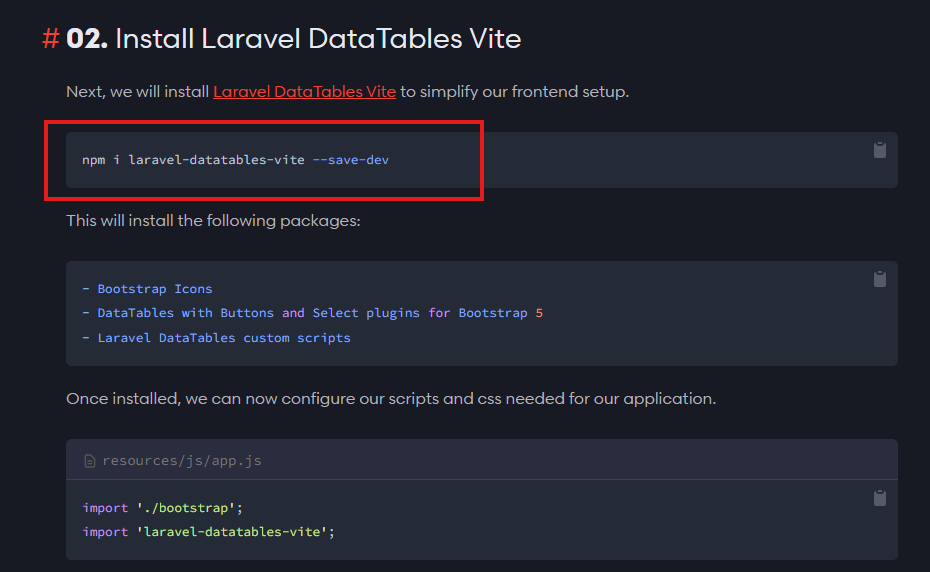 # 02. Install Laravel DataTables Vite
Next, we will install Laravel DataTables Vite to simplify our frontend setup.
npm i laravel-datatables-vite --save-dev
This will install the following packages:
- Bootstrap Icons
- DataTables with Buttons and Select plugins for Bootstrap 5
- Laravel DataTables custom scripts
Once installed, we can now configure our scripts and css needed for our application.
resources/js/app.js
import './bootstrap';
import 'laravel-datatables-vite';